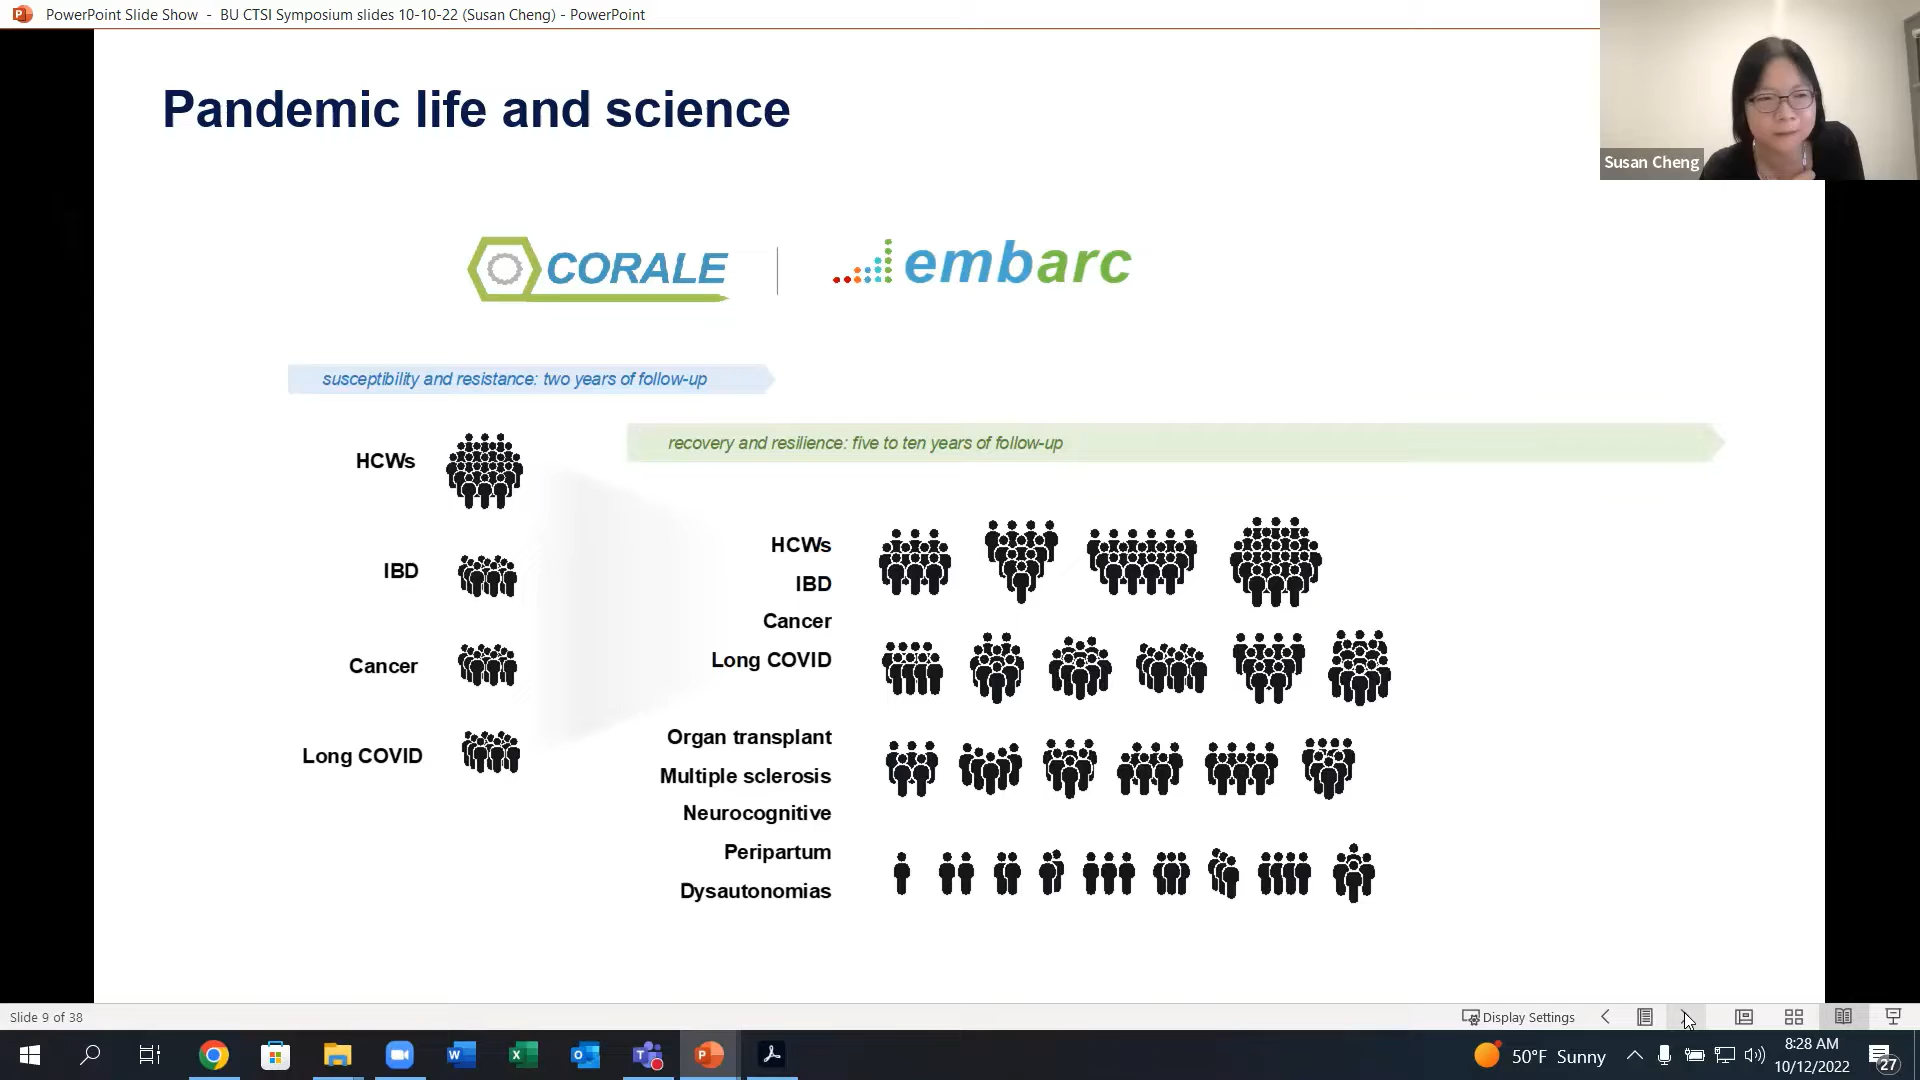 PowerPoint Slide Show - BU CTSI Symposium slides 10-10-22 (Susan Cheng) - PowerPoint
Pandemic life and science
Susan Cheng
CORALE
embarc
susceptibility and resistance: two years of follow-up
recovery and resilience: five to ten years of follow-up
HCWs
IBD
Cancer
Long COVID
HCWs
IBD
Cancer
Long COVID
Organ transplant
Multiple sclerosis
Neurocognitive
Peripartum
Dysautonomias
Slide 9 of 38
Display Settings
50°F Sunny
8:28 AM
10/12/2022
27